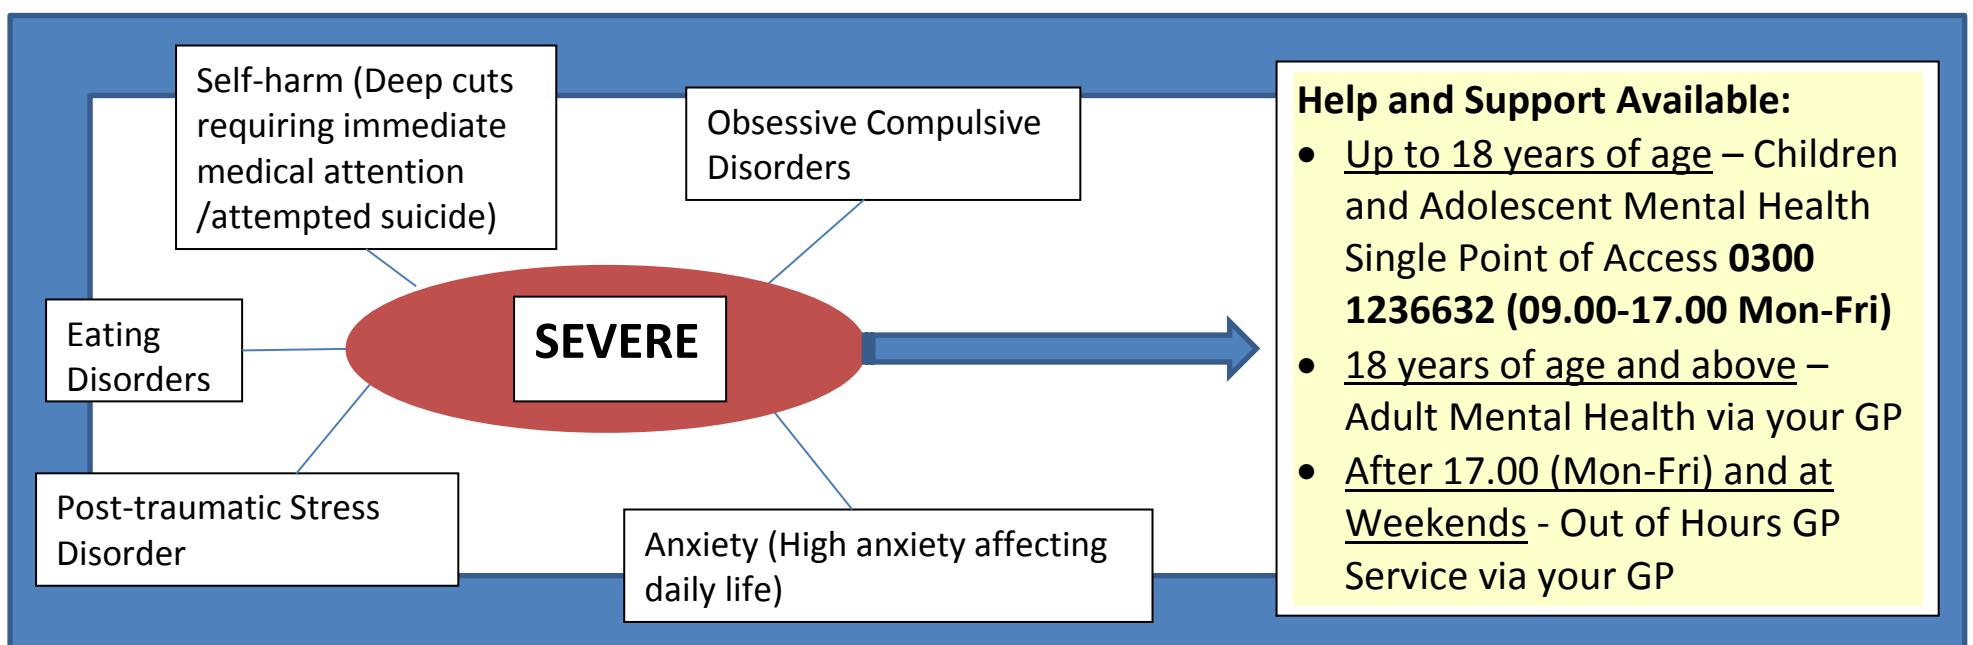 Self-harm (Deep cuts
requiring immediate
medical attention
/attempted suicide)
Obsessive Compulsive
Disorders
Eating
Disorders
SEVERE
Post-traumatic Stress
Disorder
Anxiety (High anxiety affecting
daily life)
Help and Support Available:
• Up to 18 years of age – Children
and Adolescent Mental Health
Single Point of Access 0300
1236632 (09.00-17.00 Mon-Fri)
• 18 years of age and above –
Adult Mental Health via your GP
• After 17.00 (Mon-Fri) and at
Weekends - Out of Hours GP
Service via your GP